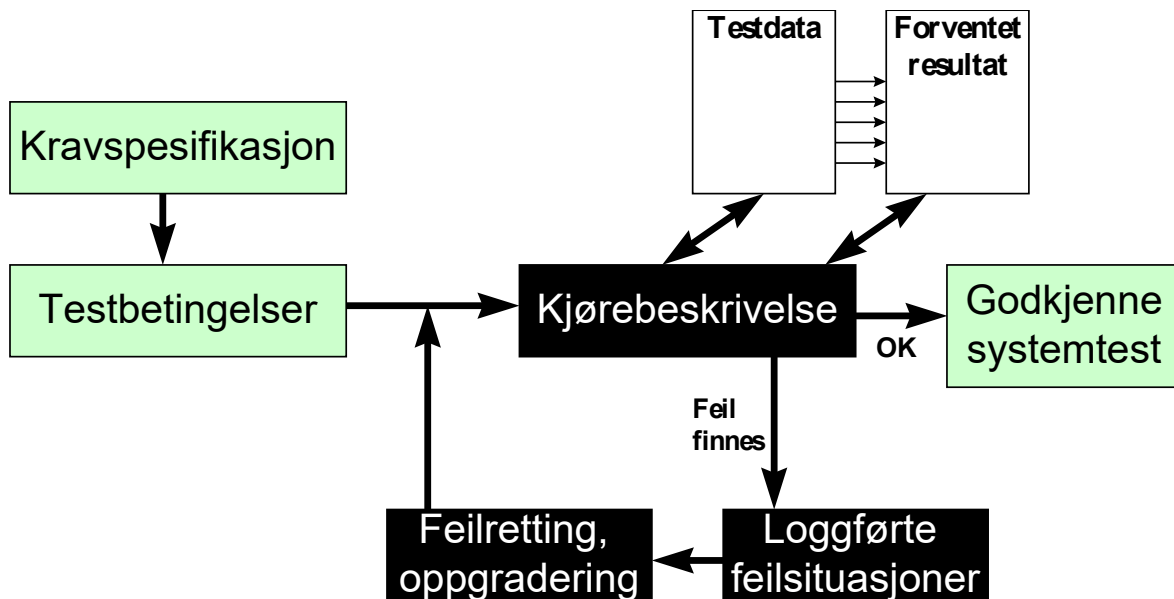 Testdata
Forventet
resultat
Kravspesifikasjon
Testbetingelser
Kjørebeskrivelse
OK
Godkjenne
systemtest
Feil
finnes
Feilretting,
oppgradering
Loggførte
feilsituasjoner